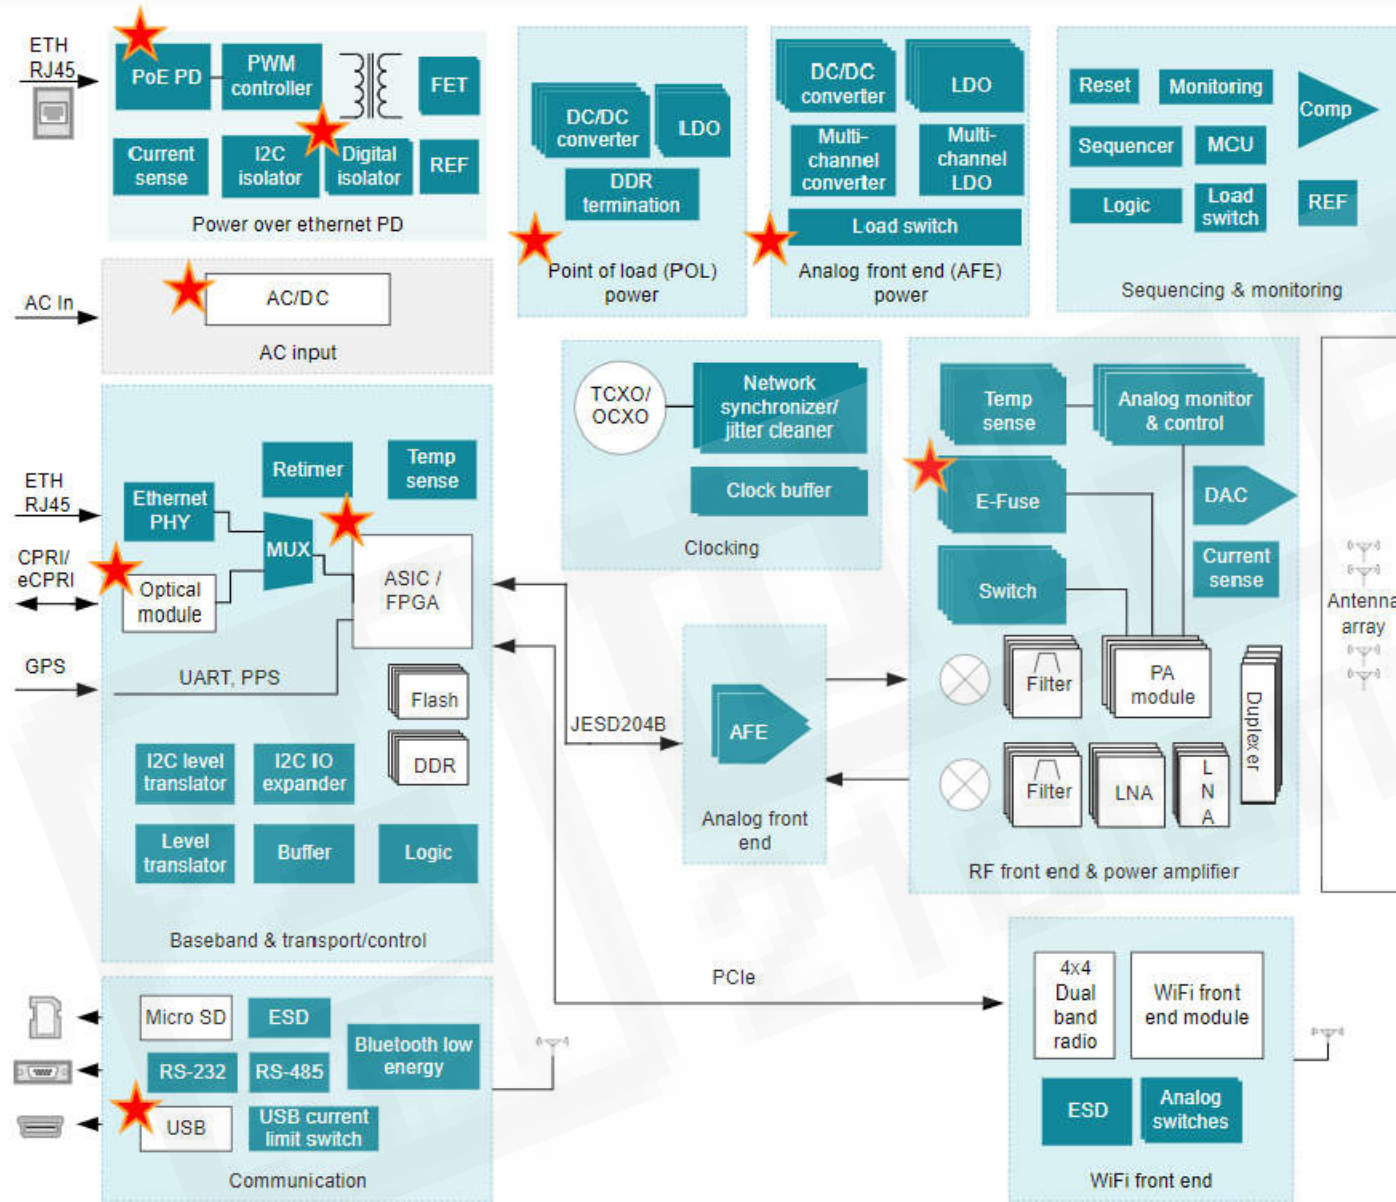 ETH
RJ45
PoE PD
PWM
controller
FET
Current
sense
I2C
isolator
Digital
isolator
REF
Power over ethernet PD
DC/DC
converter
LDO
DDR
termination
Point of load (POL)
power
DC/DC
converter
LDO
Multi-
channel
converter
Multi-
channel
LDO
Load switch
Analog front end (AFE)
power
Reset
Monitoring
Comp
Sequencer
MCU
Logic
Load
switch
REF
Sequencing & monitoring
AC In
AC/DC
AC input
TCXO/
OCXO
Network
synchronizer/
jitter cleaner
Clock buffer
Clocking
Temp
sense
Analog monitor
& control
E-Fuse
DAC
Switch
Current
sense
Filter
PA
module
Duplexer
Filter
LNA
L
N
A
RF front end & power amplifier
Antenna
array
ETH
RJ45
CPRI/
eCPRI
GPS
Retimer
Temp
sense
Ethernet
PHY
MUX
Optical
module
ASIC /
FPGA
UART, PPS
Flash
DDR
I2C level
translator
I2C IO
expander
Level
translator
Buffer
Logic
Baseband & transport/control
JESD204B
AFE
Analog front
end
PCIe
Micro SD
ESD
Bluetooth low
energy
RS-232
RS-485
USB
USB current
limit switch
Communication
4x4
Dual
band
radio
WiFi front
end module
ESD
Analog
switches
WiFi front end